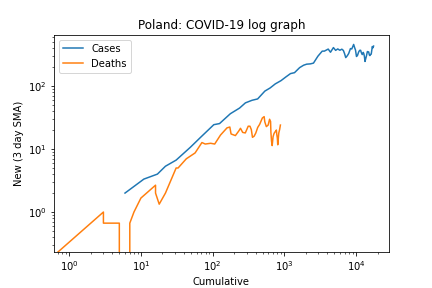 Poland: COVID-19 log graph
Cases
Deaths
New (3 day SMA)
10²
10¹
10⁰
10⁰ 10¹ 10² 10³ 10⁴
Cumulative